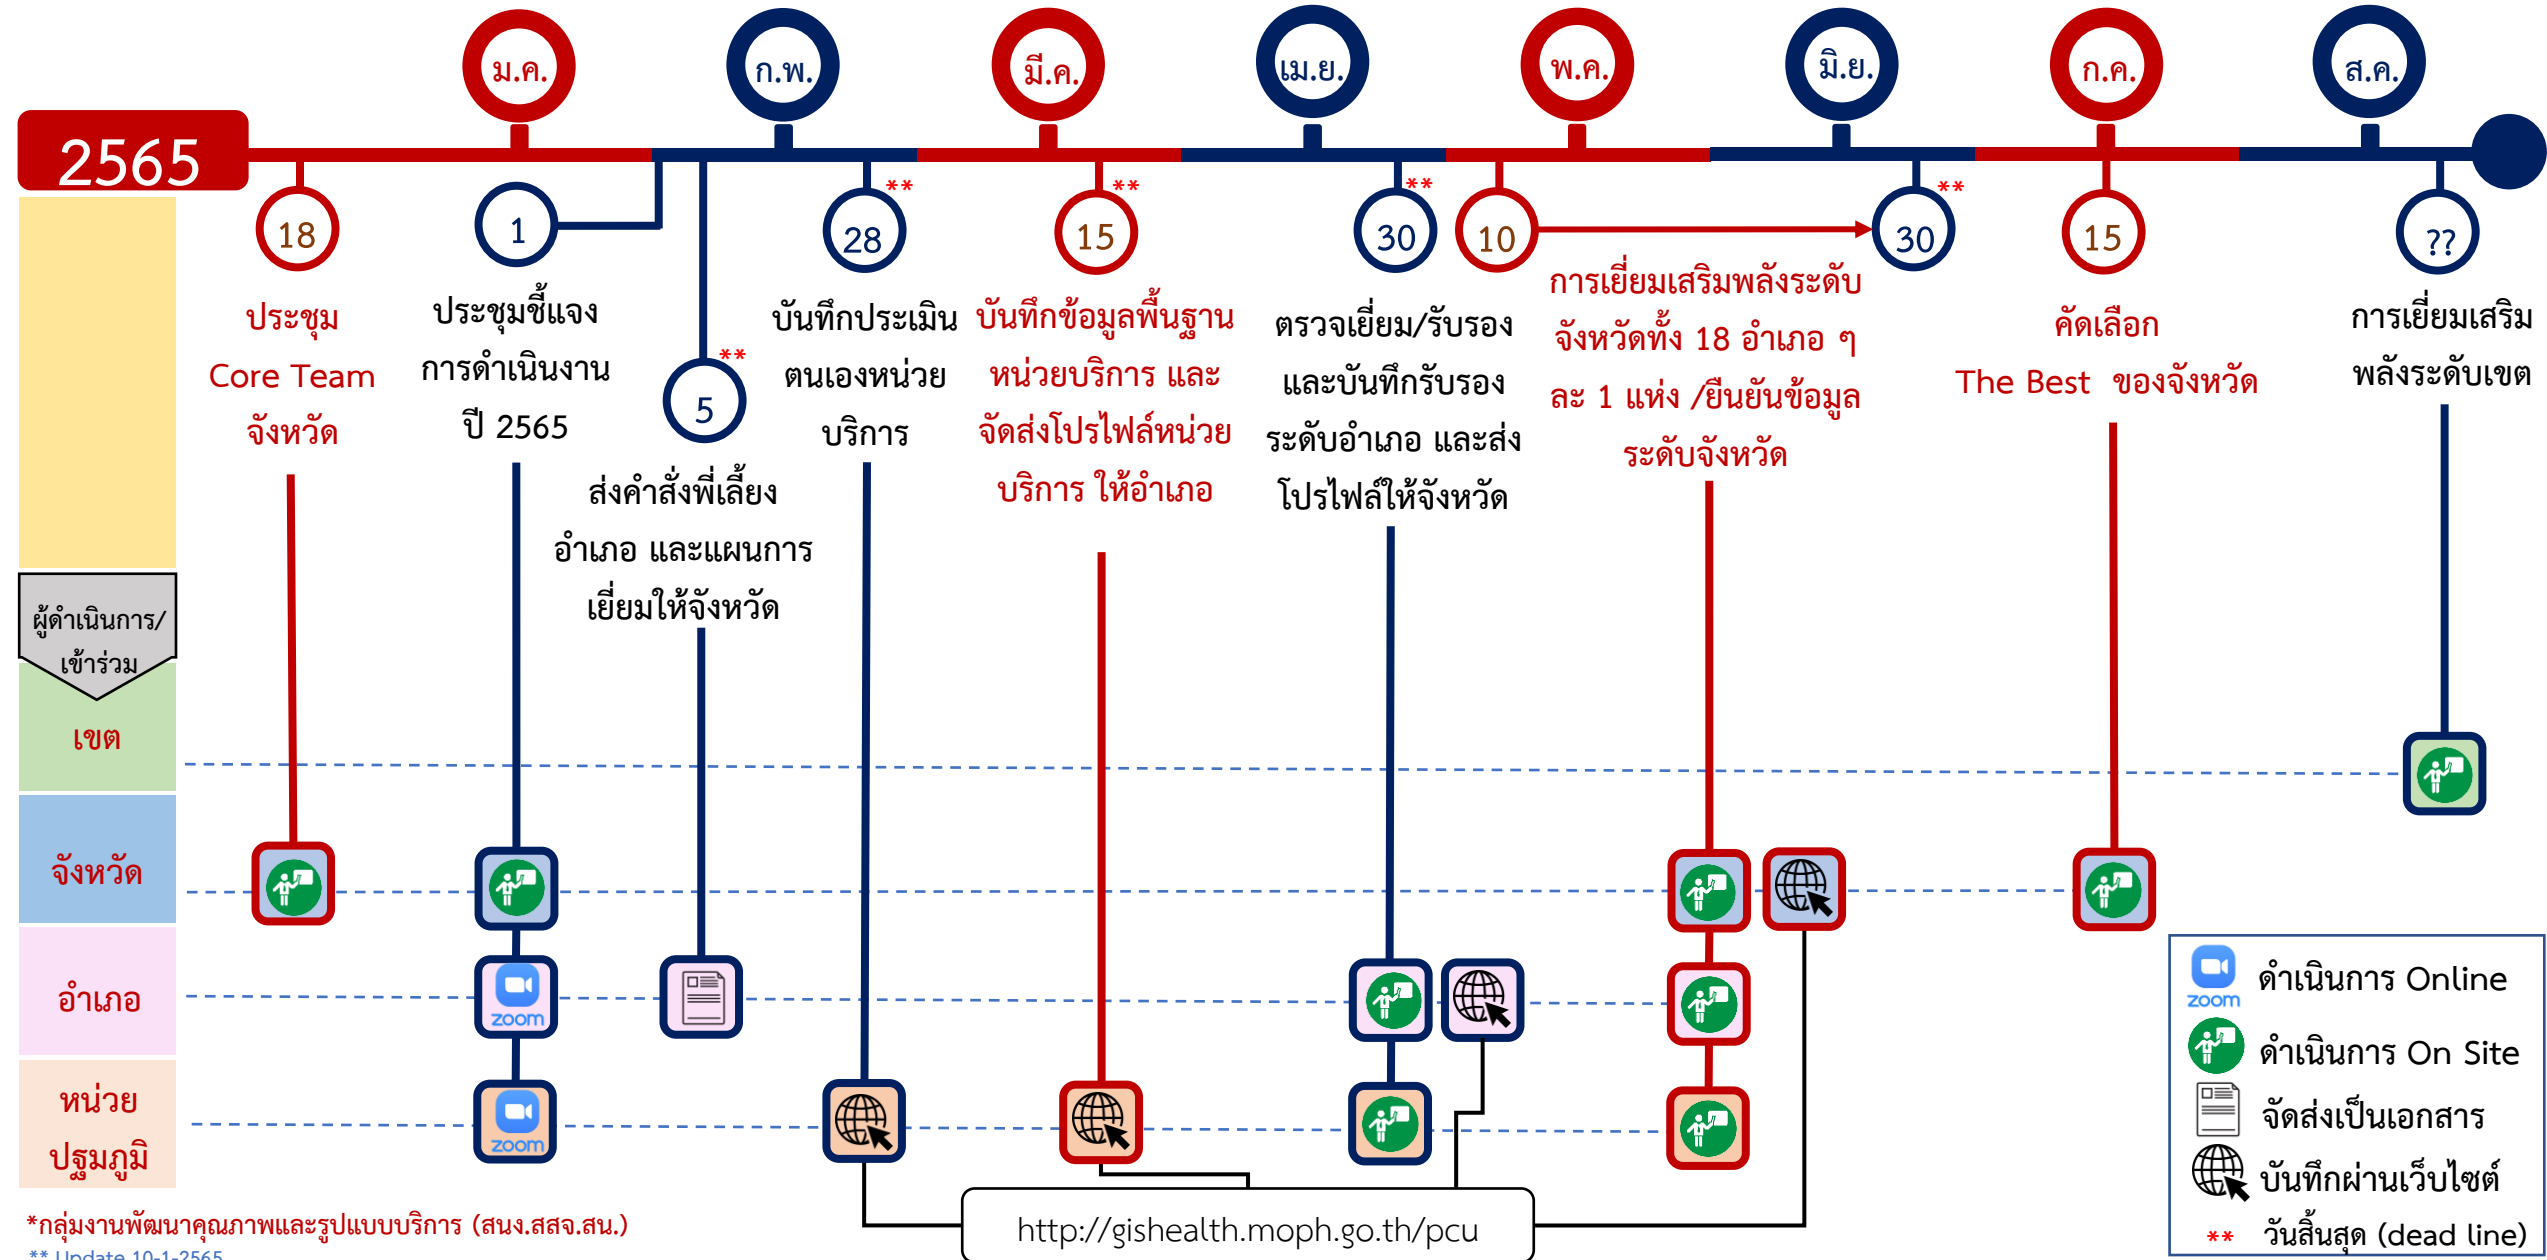 ม.ค.
ก.พ.
มี.ค.
เม.ย.
พ.ค.
มิ.ย.
ก.ค.
ส.ค.
2565
18
ประชุม
Core Team
จังหวัด
1
ประชุมชี้แจง
การดำเนินงาน
ปี 2565
**
5
ส่งคำสั่งพี่เลี้ยง
อำเภอ และแผนการ
เยี่ยมให้จังหวัด
**
28
บันทึกประเมิน
ตนเองหน่วย
บริการ
**
15
บันทึกข้อมูลพื้นฐาน
หน่วยบริการ และ
จัดส่งโปรไฟล์หน่วย
บริการ ให้อำเภอ
**
30
ตรวจเยี่ยม/รับรอง
และบันทึกรับรอง
ระดับอำเภอ และส่ง
โปรไฟล์ให้จังหวัด
10
**
30
การเยี่ยมเสริมพลังระดับ
จังหวัดทั้ง 18 อำเภอ ๆ
ละ 1 แห่ง /ยืนยันข้อมูล
ระดับจังหวัด
15
คัดเลือก
The Best ของจังหวัด
??
การเยี่ยมเสริม
พลังระดับเขต
ผู้ดำเนินการ/
เข้าร่วม
เขต
จังหวัด
อำเภอ
zoom
หน่วย
ปฐมภูมิ
zoom
http://gishealth.moph.go.th/pcu
zoom
ดำเนินการ Online
ดำเนินการ On Site
จัดส่งเป็นเอกสาร
บันทึกผ่านเว็บไซต์
** วันสิ้นสุด (dead line)
*กลุ่มงานพัฒนาคุณภาพและรูปแบบบริการ (สนง.สสจ.สน.)
** Update 10-1-2565